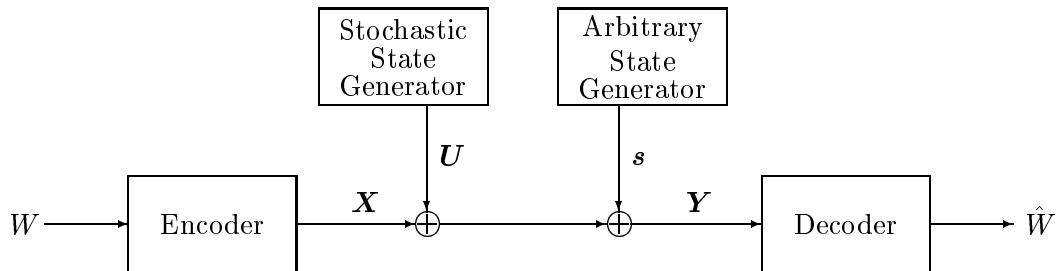 Stochastic
State
Generator
Arbitrary
State
Generator
U
s
W
Encoder
X
Y
Decoder
Ŵ